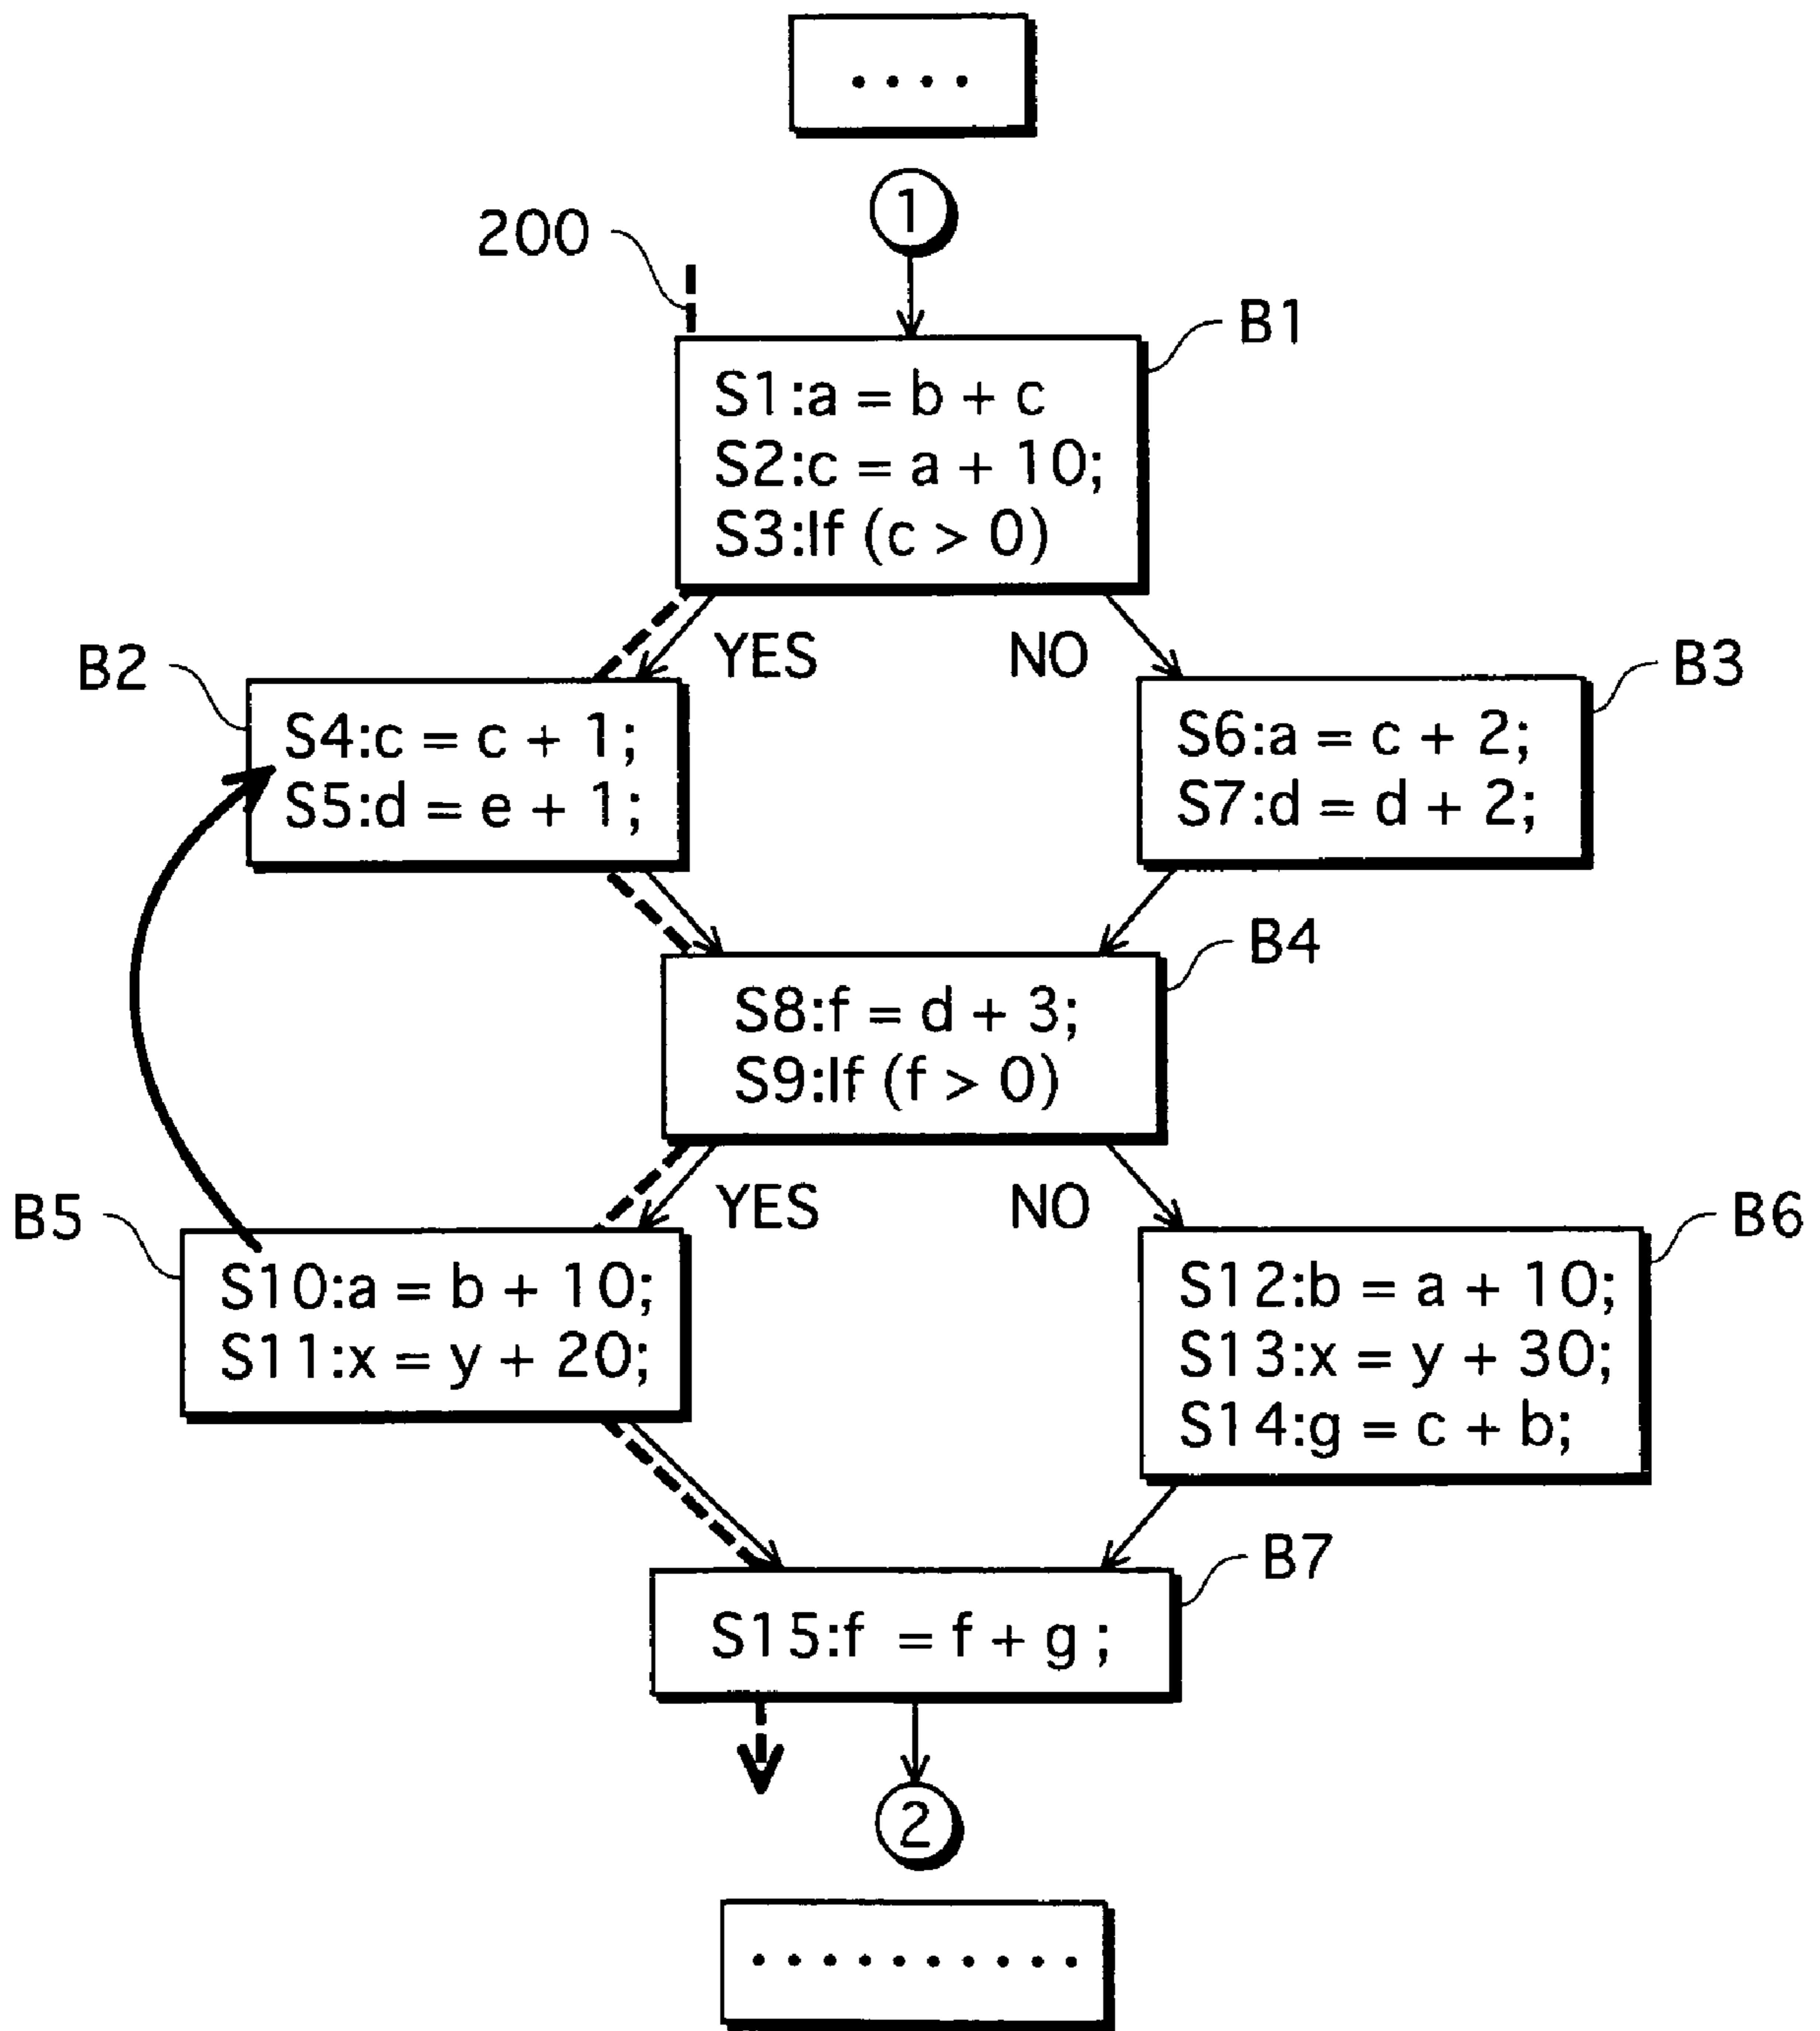 ....
1
200
B1
S1:a = b + c
S2:c = a + 10;
S3:If (c > 0)
YES
NO
B2
S4:c = c + 1;
S5:d = e + 1;
B3
S6:a = c + 2;
S7:d = d + 2;
B4
S8:f = d + 3;
S9:If (f > 0)
YES
NO
B5
S10:a = b + 10;
S11:x = y + 20;
B6
S12:b = a + 10;
S13:x = y + 30;
S14:g = c + b;
B7
S15:f = f + g ;
2
..........